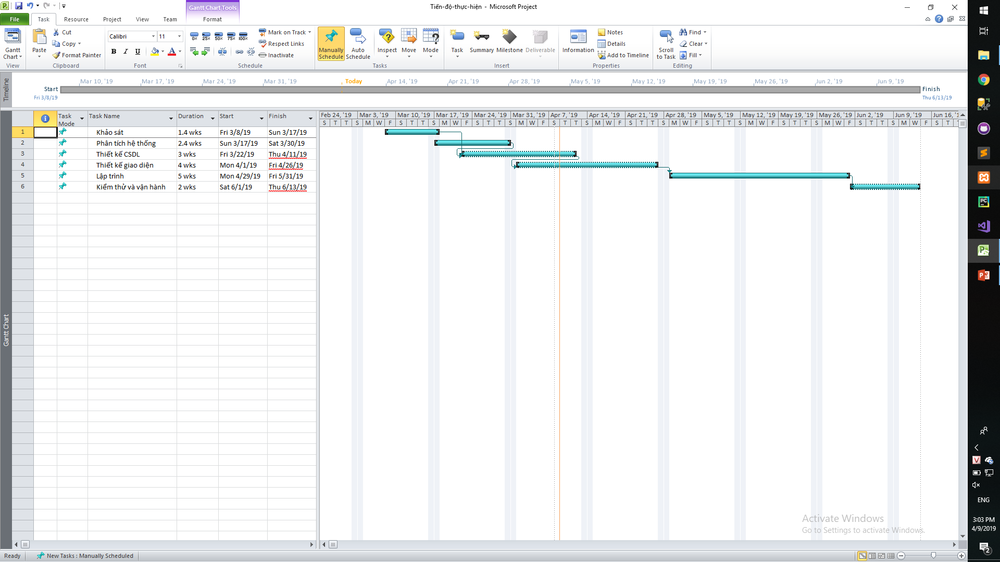 Tiến-độ-thực-hiện - Microsoft Project
Gantt Chart Tools
File Task Resource Project View Team Format
Gantt Chart
Paste
Cut
Copy
Format Painter
Calibri 11
B I U A
0% 25% 50% 75% 100%
Mark on Track
Respect Links
Inactivate
Manually Schedule
Auto Schedule
Inspect Move Mode
Task Summary Milestone Deliverable
Information
Notes
Details
Add to Timeline
Scroll to Task
Find
Clear
Fill
View Clipboard Font Schedule Tasks Insert Properties Editing
Timeline
Mar 10, '19 Mar 17, '19 Mar 24, '19 Mar 31, '19 Today Apr 14, '19 Apr 21, '19 Apr 28, '19 May 5, '19 May 12, '19 May 19, '19 May 26, '19 Jun 2, '19 Jun 9, '19
Start Finish
Fri 3/8/19 Thu 6/13/19
Task Mode Task Name Duration Start Finish
Feb 24, '19 Mar 3, '19 Mar 10, '19 Mar 17, '19 Mar 24, '19 Mar 31, '19 Apr 7, '19 Apr 14, '19 Apr 21, '19 Apr 28, '19 May 5, '19 May 12, '19 May 19, '19 May 26, '19 Jun 2, '19 Jun 9, '19 Jun 16,
S T T S M W F S T T S M W F S T T S M W F S T T S M W F S T T S M W F S T T S M W F S T T S M W F S T T S M W F S T T
1 Khảo sát 1.4 wks Fri 3/8/19 Sun 3/17/19
2 Phân tích hệ thống 2.4 wks Sun 3/17/19 Sat 3/30/19
3 Thiết kế CSDL 3 wks Fri 3/22/19 Thu 4/11/19
4 Thiết kế giao diện 4 wks Mon 4/1/19 Fri 4/26/19
5 Lập trình 5 wks Mon 4/29/19 Fri 5/31/19
6 Kiểm thử và vận hành 2 wks Sat 6/1/19 Thu 6/13/19
Gantt Chart
Activate Windows
Go to Settings to activate Windows.
Ready New Tasks : Manually Scheduled
ENG
3:03 PM
4/9/2019
2